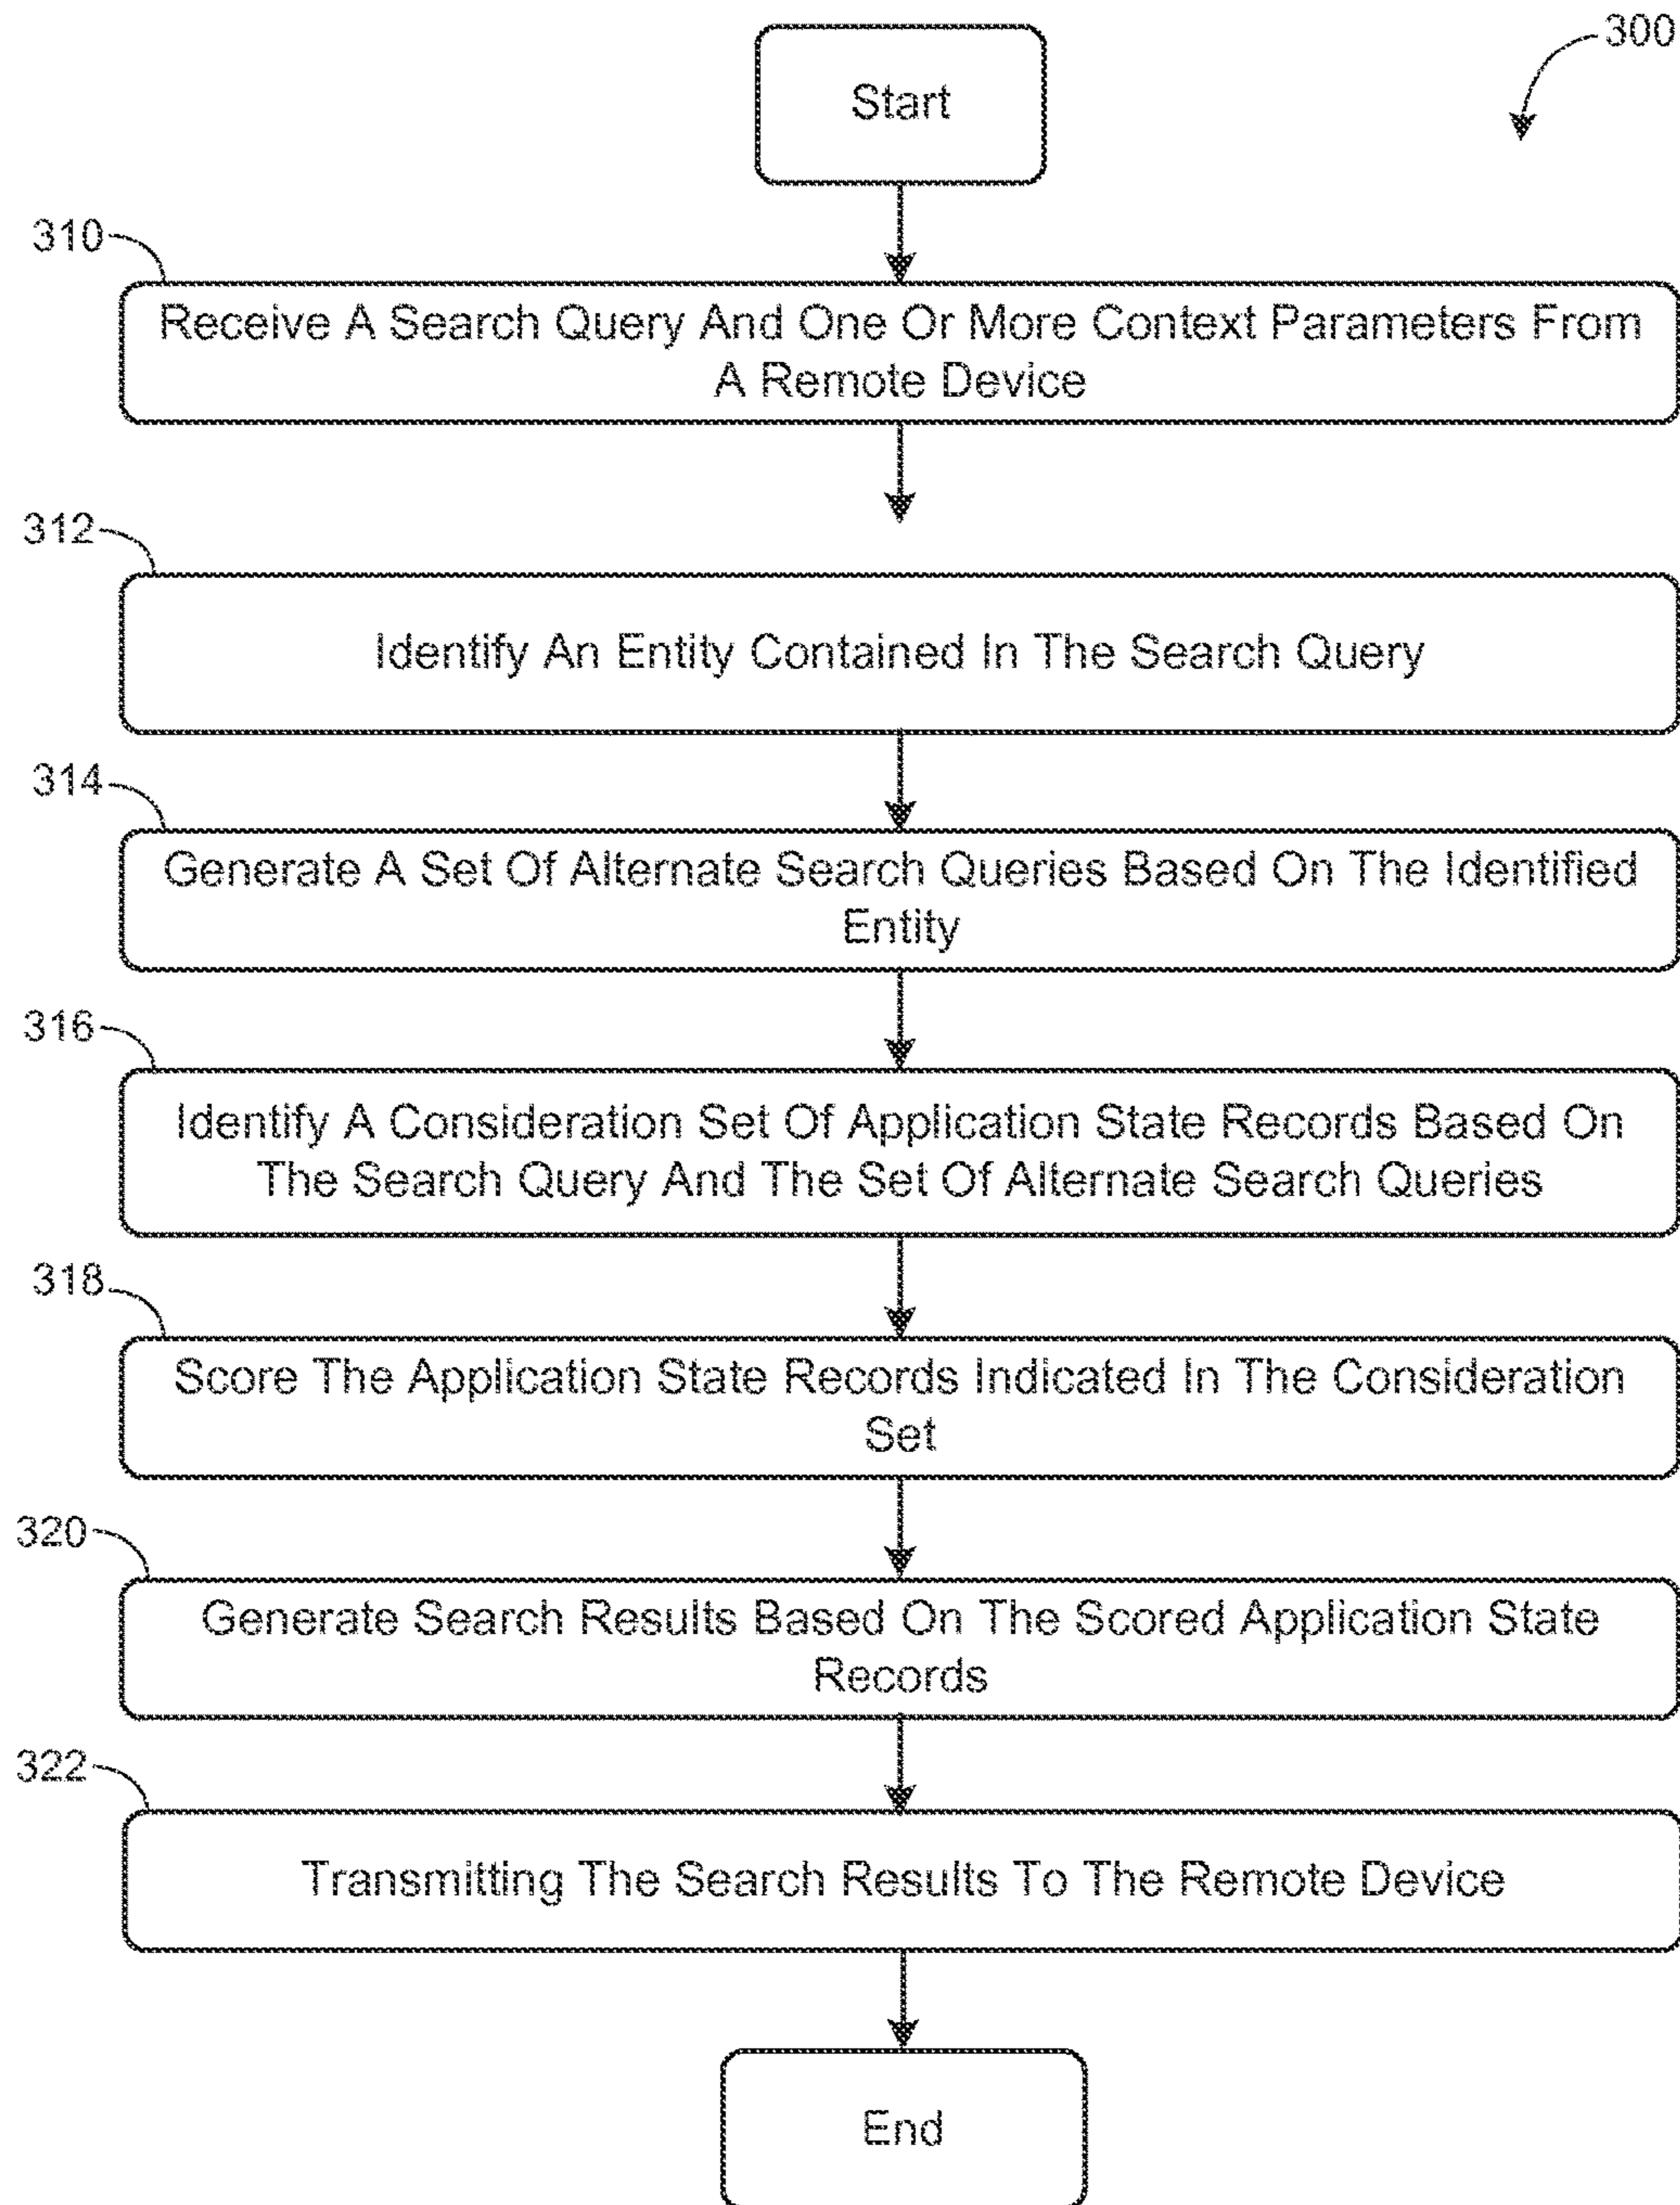 300
Start
310
Receive A Search Query And One Or More Context Parameters From
A Remote Device
312
Identify An Entity Contained In The Search Query
314
Generate A Set Of Alternate Search Queries Based On The Identified
Entity
316
Identify A Consideration Set Of Application State Records Based On
The Search Query And The Set Of Alternate Search Queries
318
Score The Application State Records Indicated In The Consideration
Set
320
Generate Search Results Based On The Scored Application State
Records
322
Transmitting The Search Results To The Remote Device
End